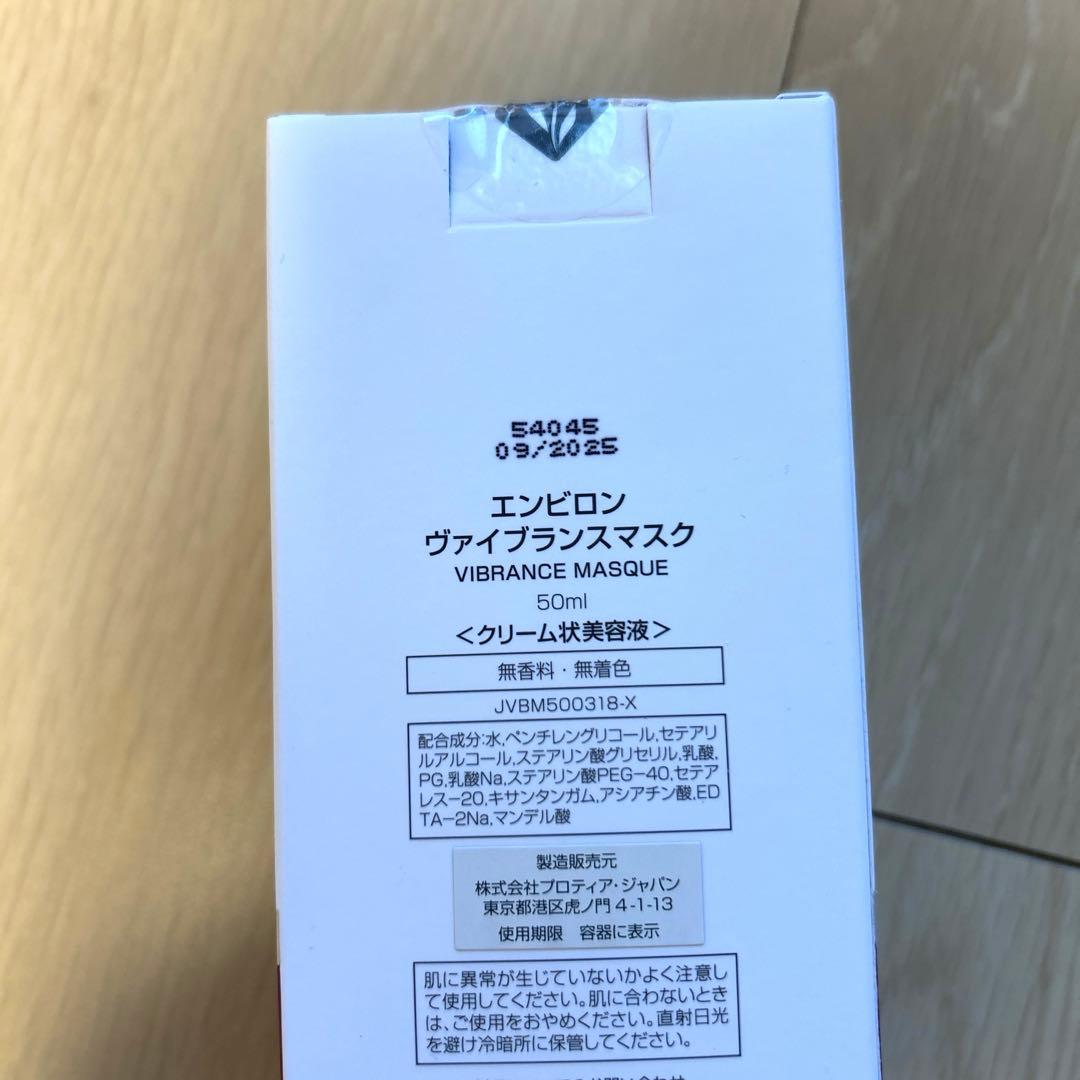 54045
09/2025
エンビロン
ヴァイブランスマスク
VIBRANCE MASQUE
50ml
＜クリーム状美容液＞
無香料・無着色
JVBM500318-X
配合成分:水,ペンチレングリコール,セテアリ
ルアルコール,ステアリン酸グリセリル,乳酸,
PG,乳酸Na,ステアリン酸PEG−40,セテア
レス−20,キサンタンガム,アシアチン酸,ED
TA−2Na,マンデル酸
製造販売元
株式会社プロティア・ジャパン
東京都港区虎ノ門 4-1-13
使用期限　容器に表示
肌に異常が生じていないかよく注意し
て使用してください。肌に合わないとき
は、ご使用をおやめください。直射日光
を避け冷暗所に保管してください。